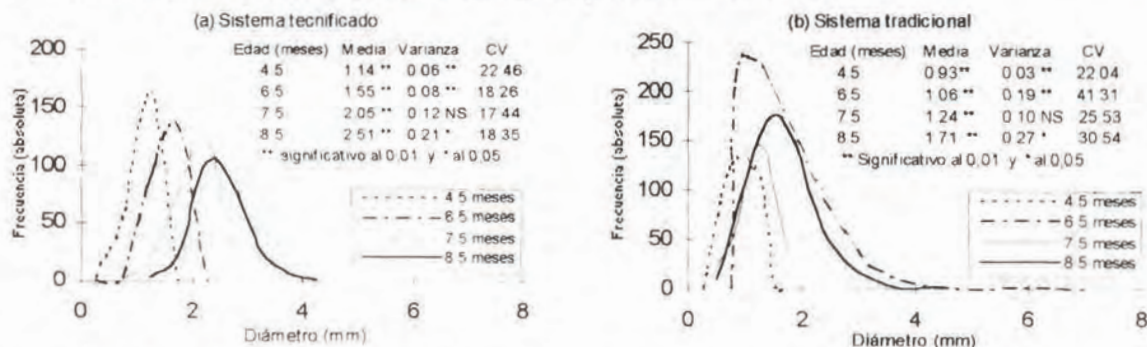 (a) Sistema tecnificado
Frecuencia (absoluta)
200
150
100
50
0
Edad (meses) Media Varianza CV
4 5 1 14 ** 0 06 ** 22 46
6 5 1 55 ** 0 08 ** 18 26
7 5 2 05 ** 0 12 NS 17 44
8 5 2 51 ** 0 21 * 18 35
** significativo al 0,01 y * al 0,05
4 5 meses
6 5 meses
7 5 meses
8 5 meses
0 2 4 6 8
Diámetro (mm)
(b) Sistema tradicional
Frecuencia (absoluta)
250
200
150
100
50
0
Edad (meses) Media Varianza CV
4 5 0 93 ** 0 03 ** 22 04
6 5 1 06 ** 0 19 ** 41 31
7 5 1 24 ** 0 10 NS 25 53
8 5 1 71 ** 0 27 * 30 54
** Significativo al 0,01 y * al 0,05
4 5 meses
6 5 meses
7 5 meses
8 5 meses
0 2 4 6 8
Diámetro (mm)